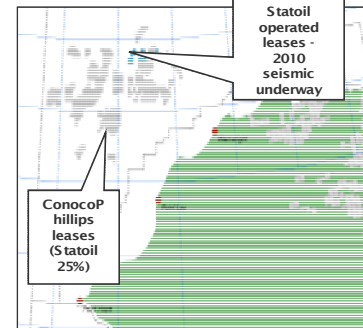 Statoil
operated
leases -
2010
seismic
underway
ConocoP
hillips
leases
(Statoil
25%)